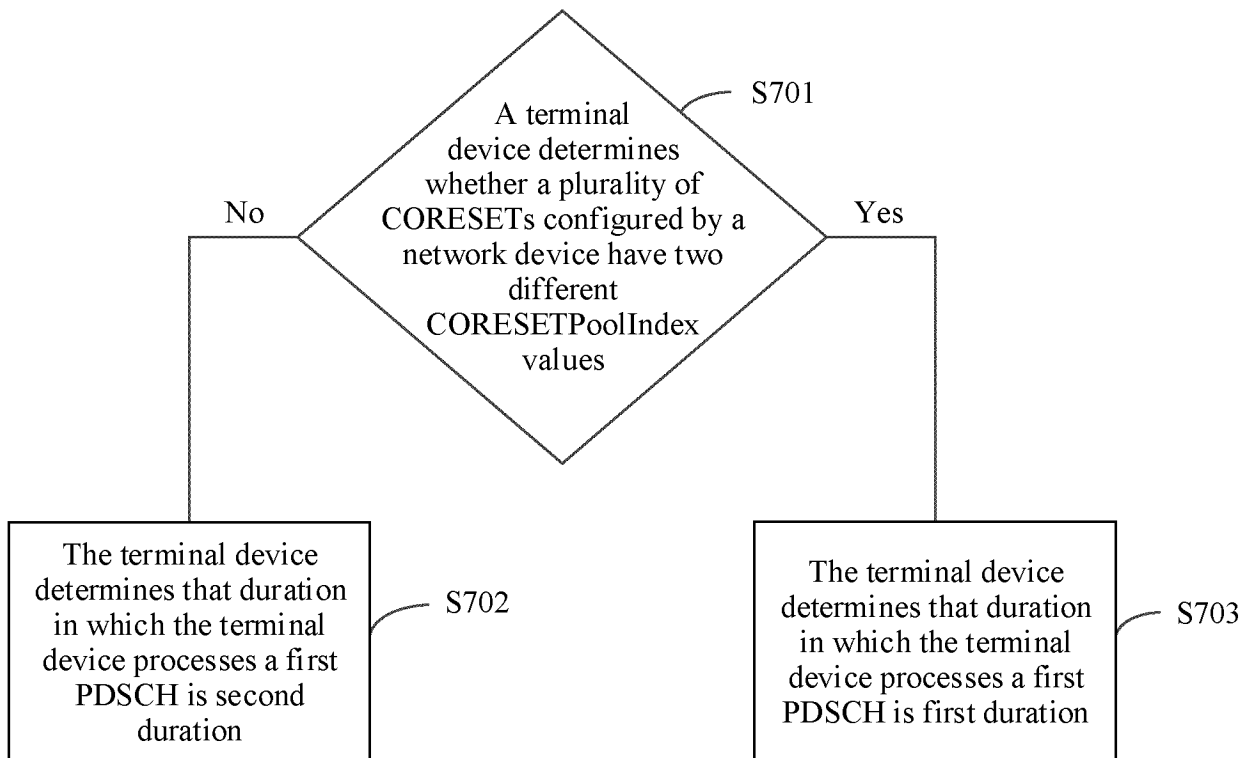 S701
A terminal
device determines
whether a plurality of
CORESETs configured by a
network device have two
different
CORESETPoolIndex
values
No
Yes
The terminal device
determines that duration
in which the terminal
device processes a first
PDSCH is second
duration
S702
The terminal device
determines that duration
in which the terminal
device processes a first
PDSCH is first duration
S703